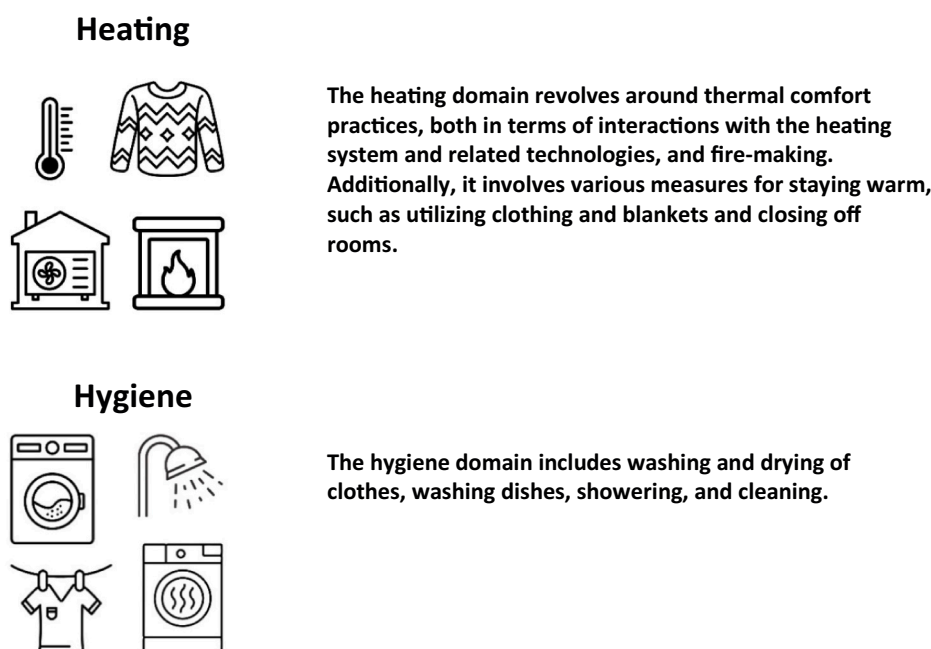 Heating
The heating domain revolves around thermal comfort
practices, both in terms of interactions with the heating
system and related technologies, and fire-making.
Additionally, it involves various measures for staying warm,
such as utilizing clothing and blankets and closing off
rooms.
Hygiene
The hygiene domain includes washing and drying of
clothes, washing dishes, showering, and cleaning.